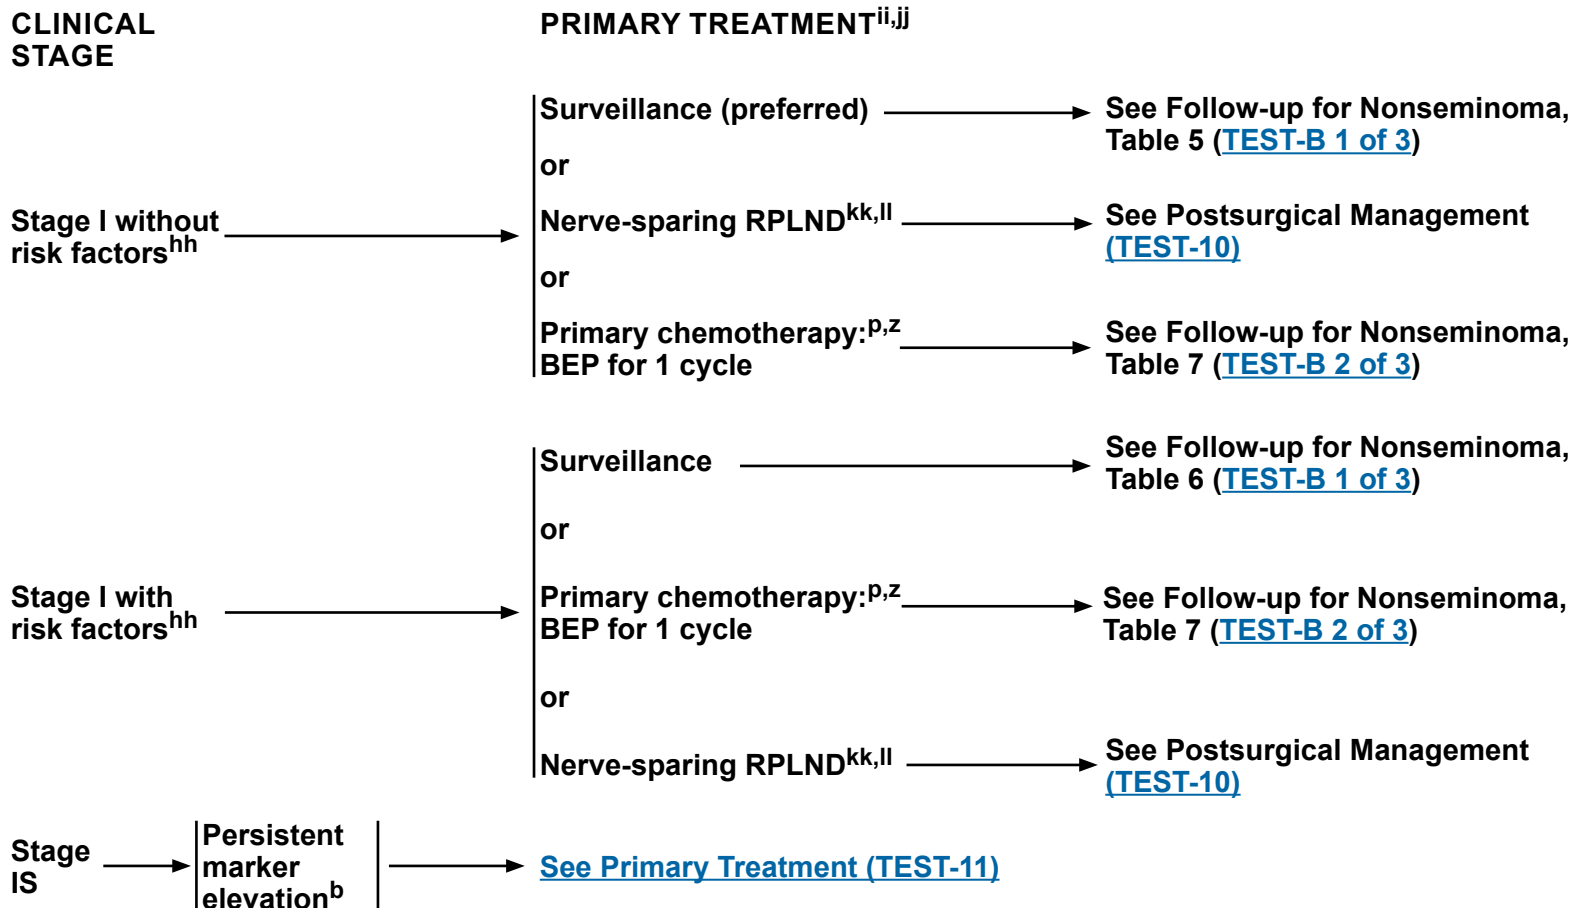 CLINICAL
STAGE
PRIMARY TREATMENTii,jj
Stage I without
risk factorshh
Surveillance (preferred)
See Follow-up for Nonseminoma,
Table 5 (TEST-B 1 of 3)
or
Nerve-sparing RPLNDkk,ll
See Postsurgical Management
(TEST-10)
or
Primary chemotherapy:p,z
BEP for 1 cycle
See Follow-up for Nonseminoma,
Table 7 (TEST-B 2 of 3)
Stage I with
risk factorshh
Surveillance
See Follow-up for Nonseminoma,
Table 6 (TEST-B 1 of 3)
or
Primary chemotherapy:p,z
BEP for 1 cycle
See Follow-up for Nonseminoma,
Table 7 (TEST-B 2 of 3)
or
Nerve-sparing RPLNDkk,ll
See Postsurgical Management
(TEST-10)
Stage
IS
Persistent
marker
elevationb
See Primary Treatment (TEST-11)